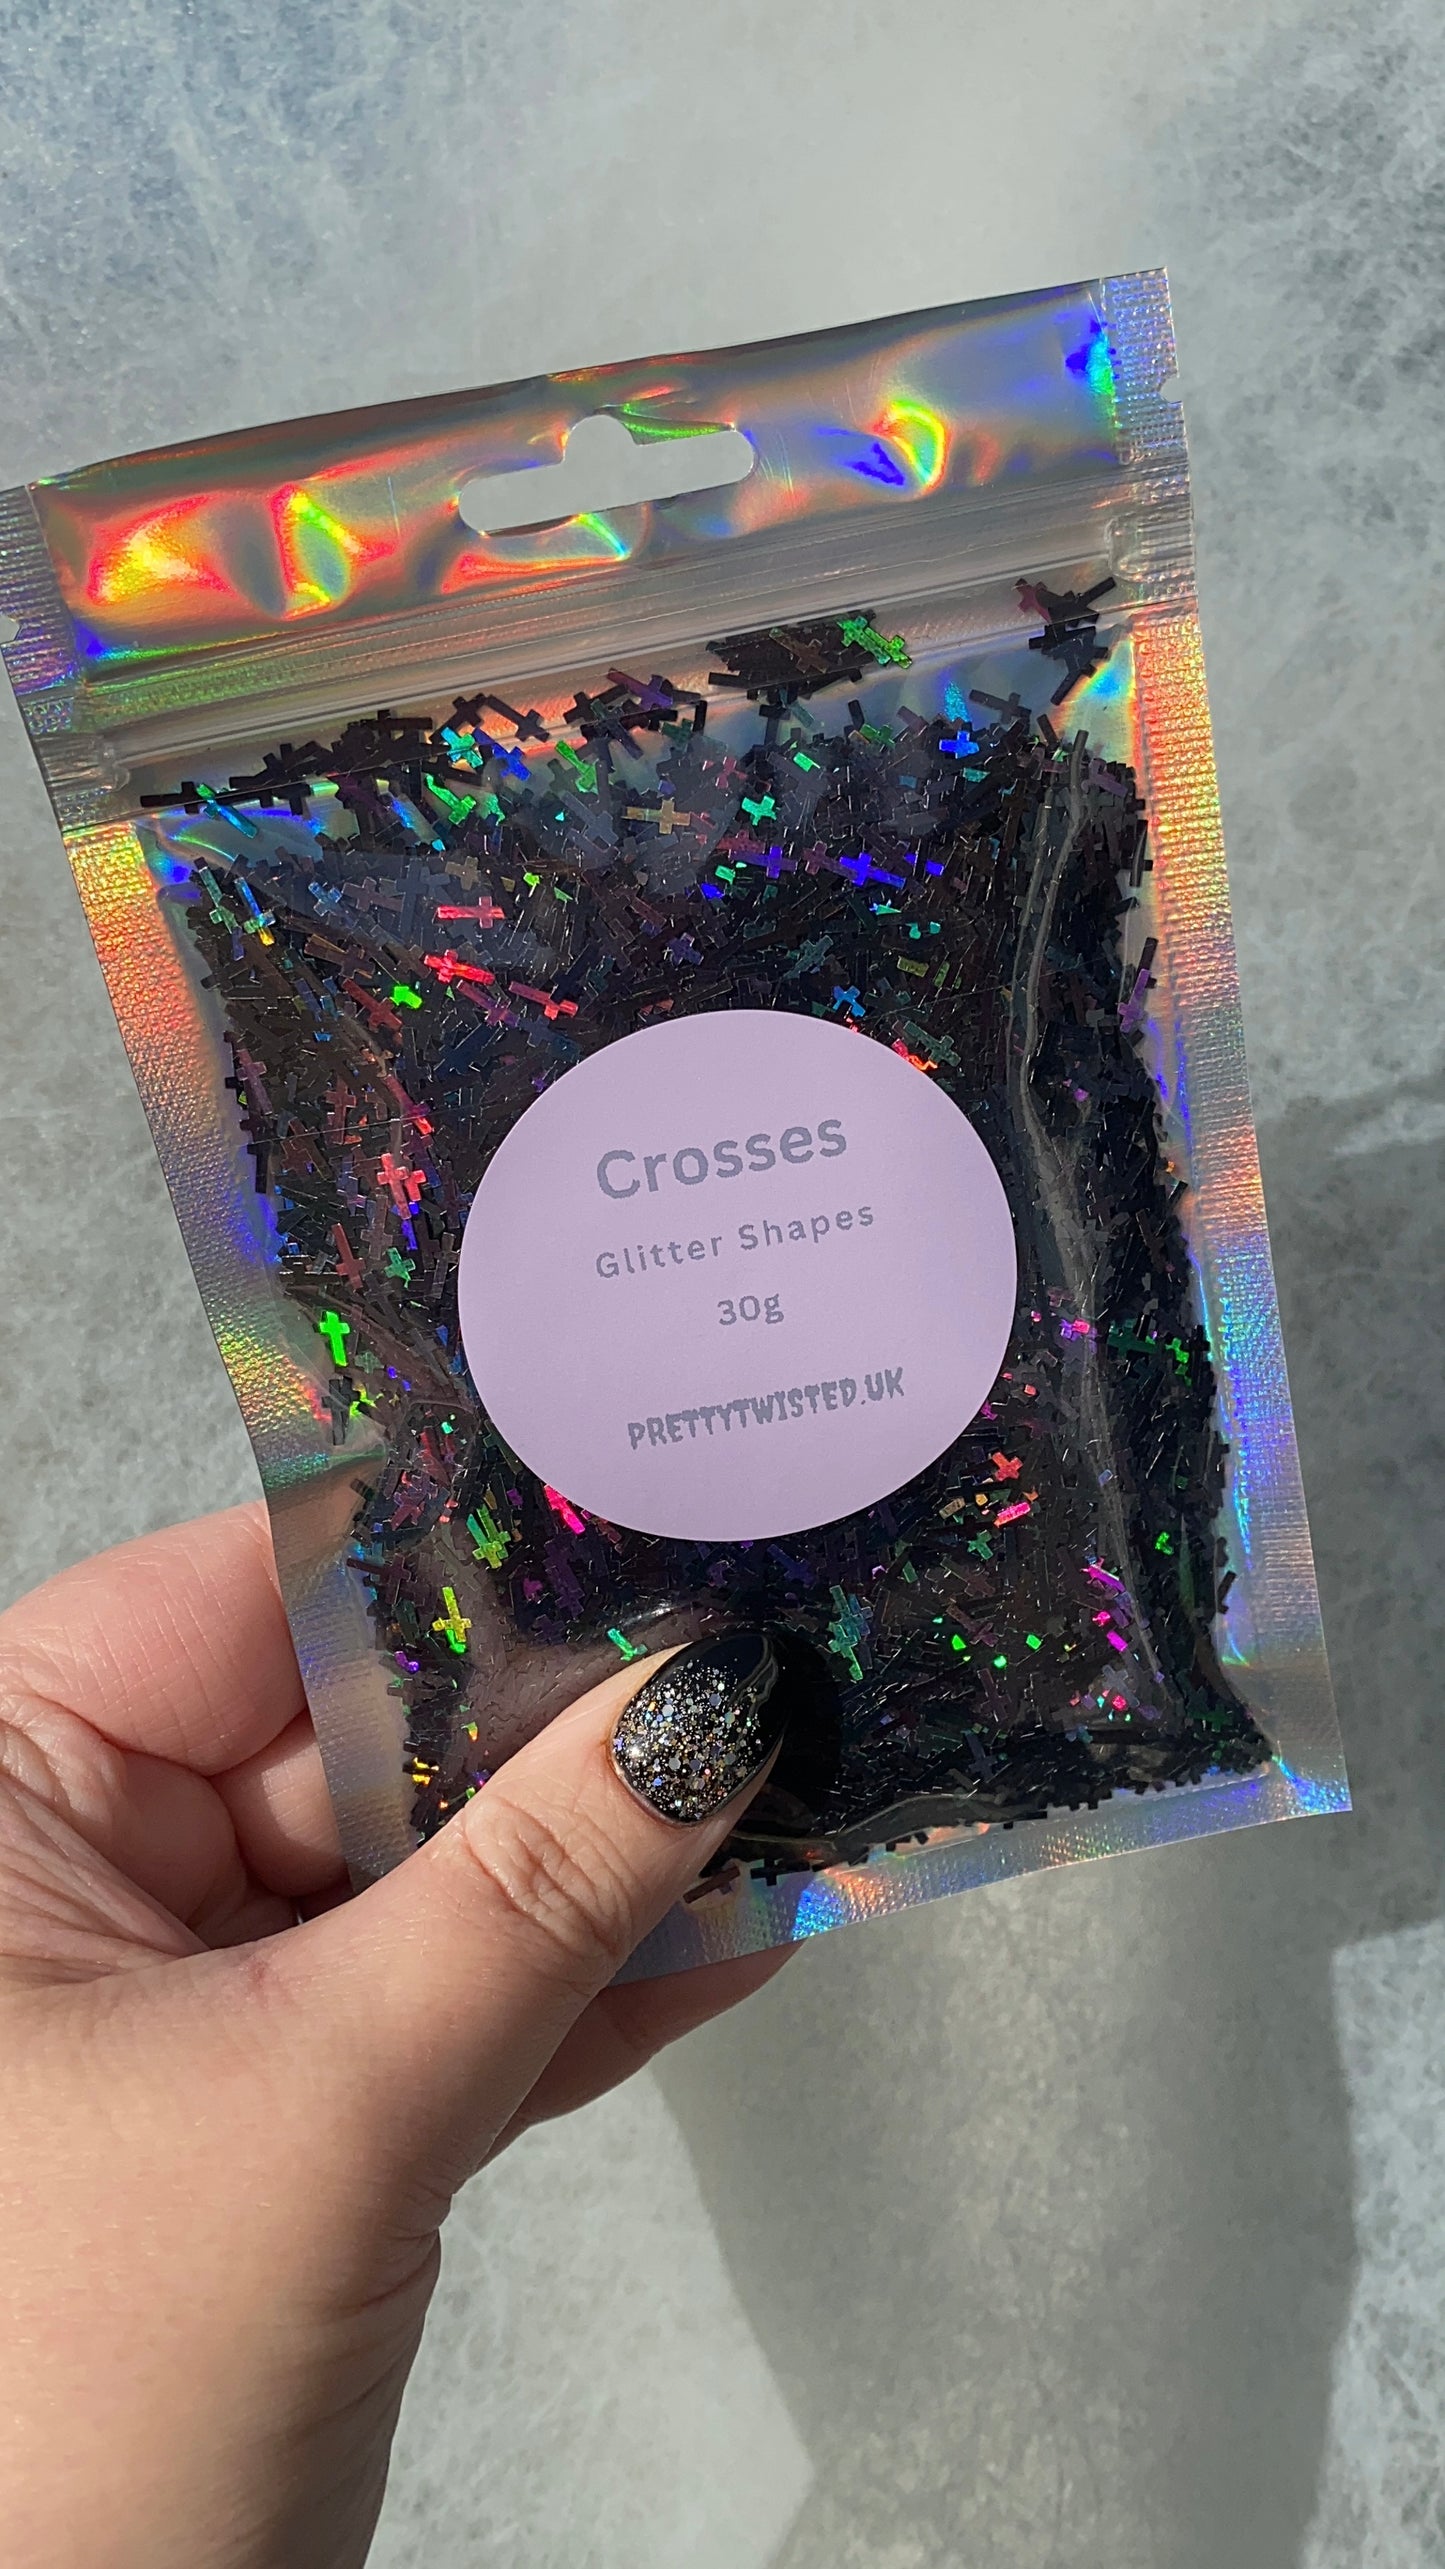 Crosses
Glitter Shapes
30g
PRETTYTWISTED.UK